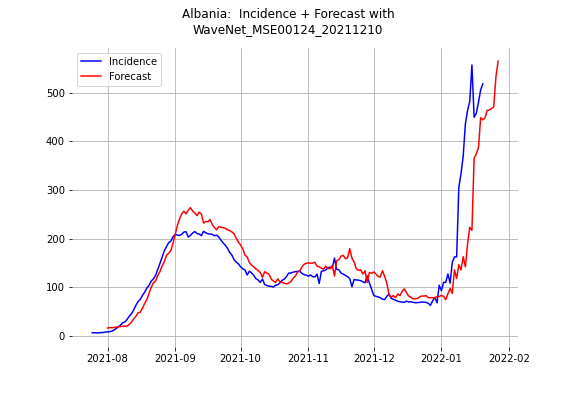 Albania:  Incidence + Forecast with
WaveNet_MSE00124_20211210
Incidence
Forecast
500
400
300
200
100
0
2021-08 2021-09 2021-10 2021-11 2021-12 2022-01 2022-02